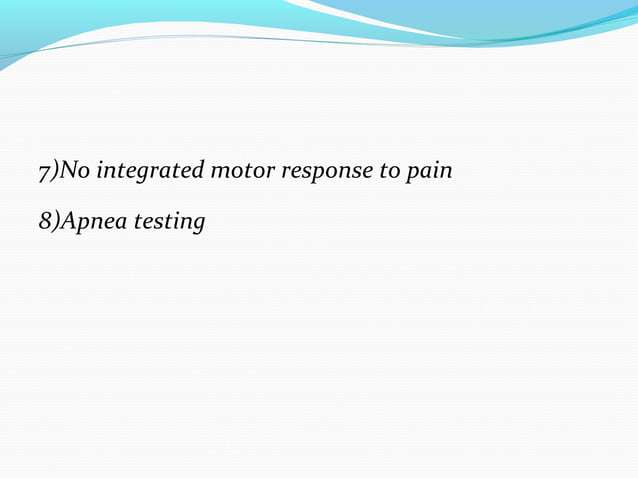 7)No integrated motor response to pain
8)Apnea testing